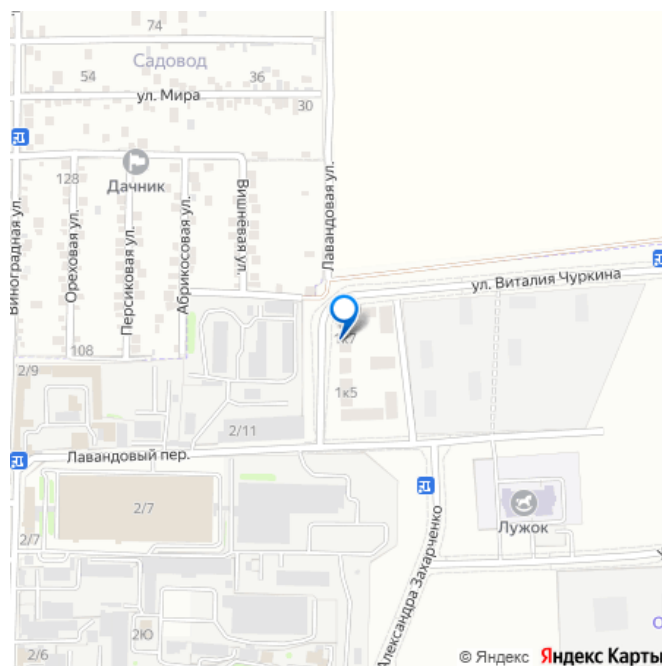 74
Садовод
54
36
ул. Мира
30
128
Дачник
Виноградная ул.
Ореховая ул.
Персиковая ул.
Абрикосовая ул.
Вишнёвая ул.
Лавандовая ул.
ул. Виталия Чуркина
108
1к7
2/9
1к5
2/11
Лавандовый пер.
2/7
2/7
Александра Захарченко
Лужок
2Ю
2/6
© Яндекс Яндекс Карты